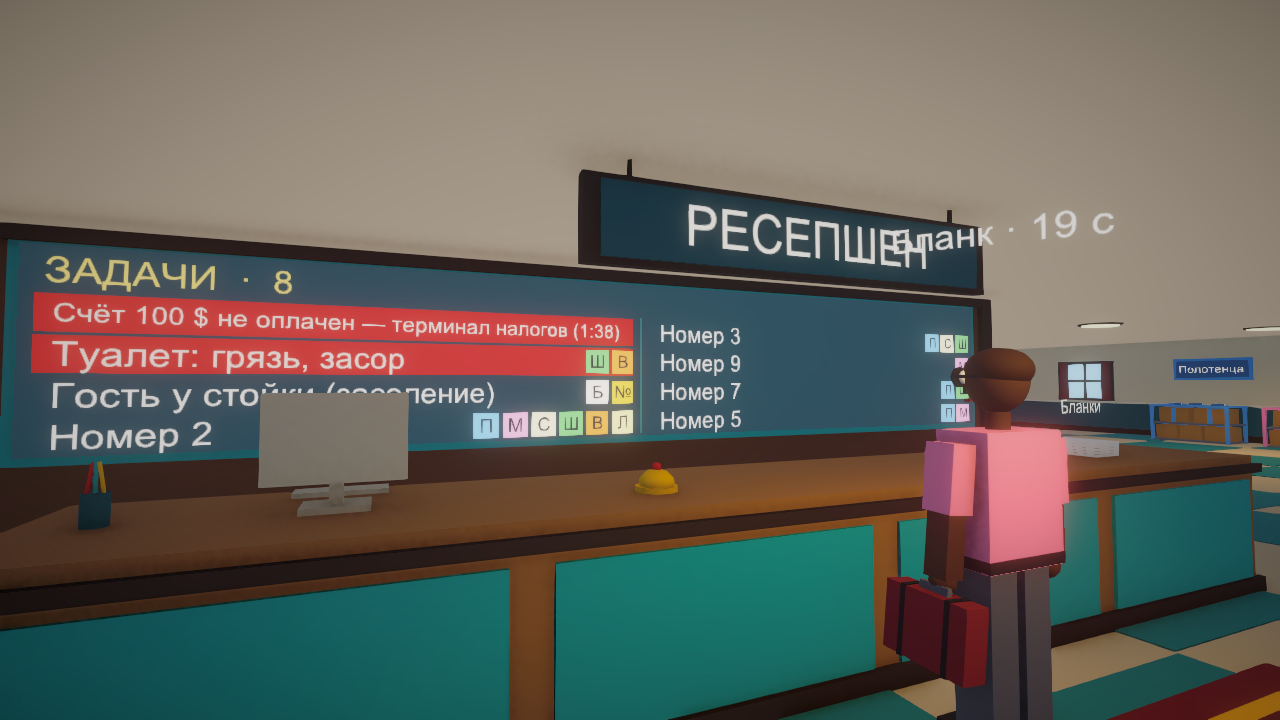 РЕСЕПШЕН
Бланк · 19 с
ЗАДАЧИ · 8
Счёт 100 $ не оплачен — терминал налогов (1:38)
Туалет: грязь, засор
Ш В
Гость у стойки (заселение)
Б №
Номер 2
П М С Ш В Л
Номер 3
П С Ш
Номер 9
Номер 7
П
Номер 5
П М
Полотенца
Бланки